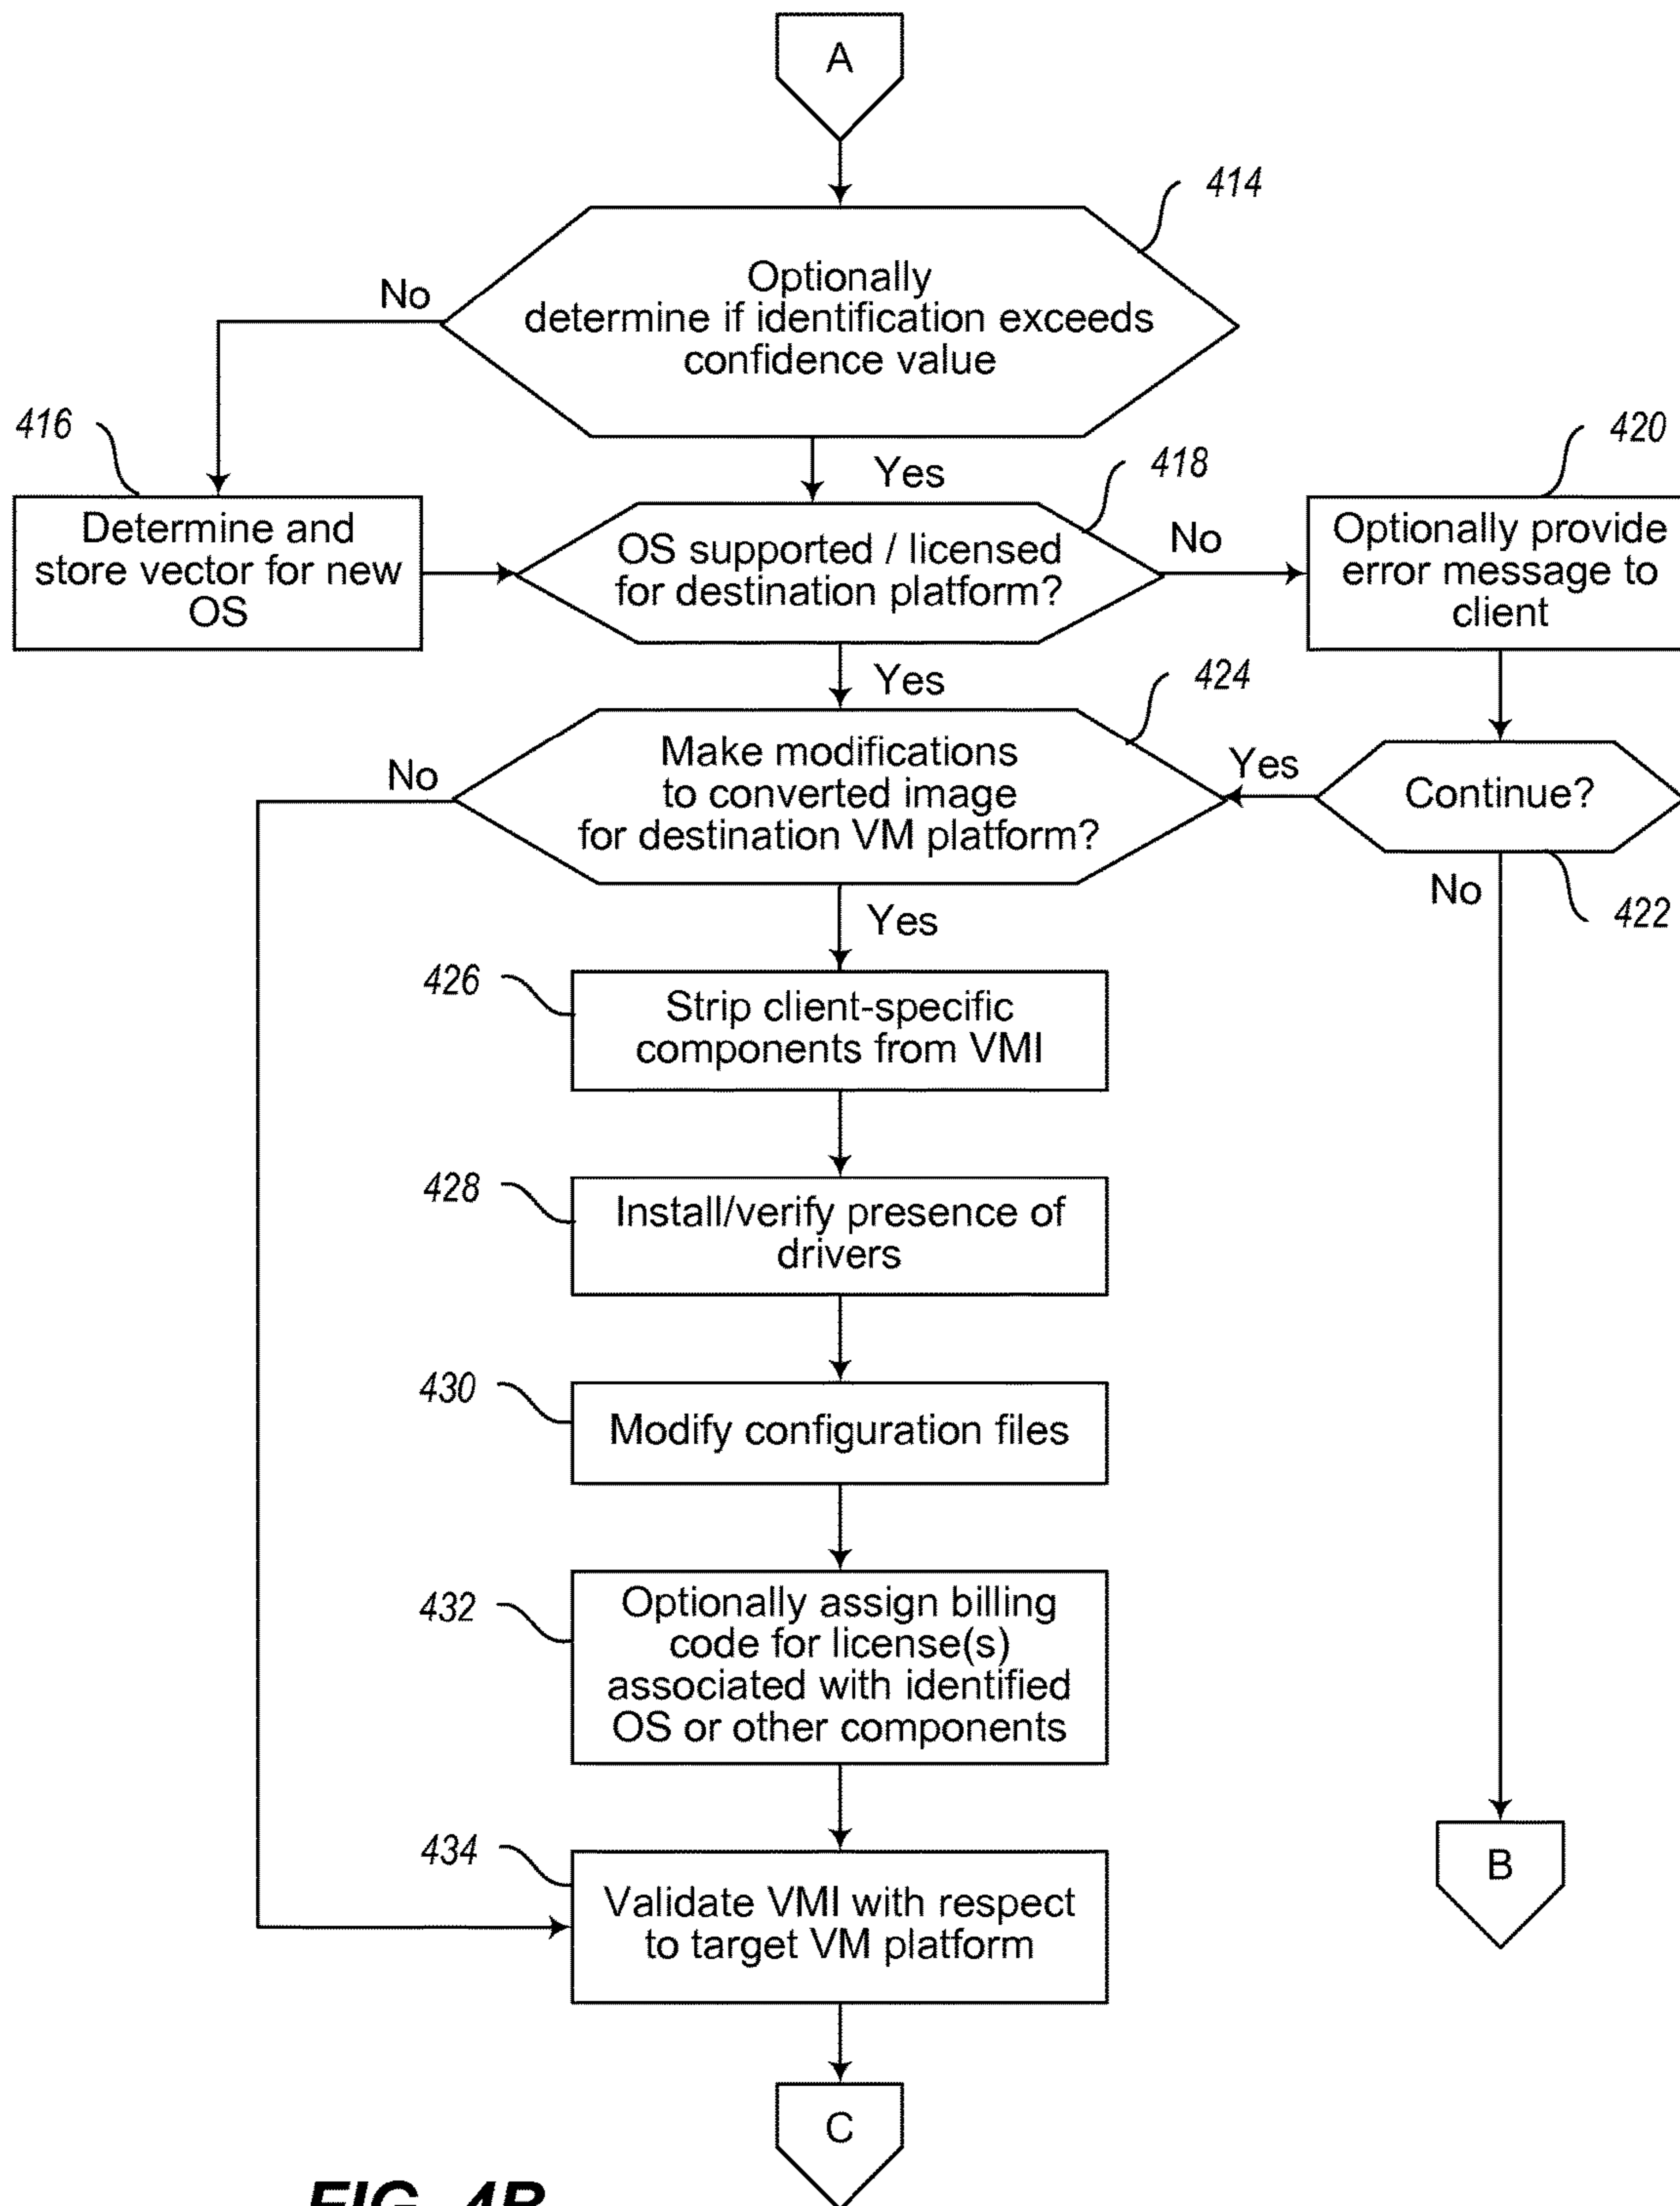 A
414
Optionally
determine if identification exceeds
confidence value
No
Yes
416
Determine and
store vector for new
OS
418
OS supported / licensed
for destination platform?
No
Yes
420
Optionally provide
error message to
client
424
Make modifications
to converted image
for destination VM platform?
No
Yes
Yes
Continue?
No
422
426
Strip client-specific
components from VMI
428
Install/verify presence of
drivers
430
Modify configuration files
432
Optionally assign billing
code for license(s)
associated with identified
OS or other components
434
Validate VMI with respect
to target VM platform
B
C
FIG. 4B